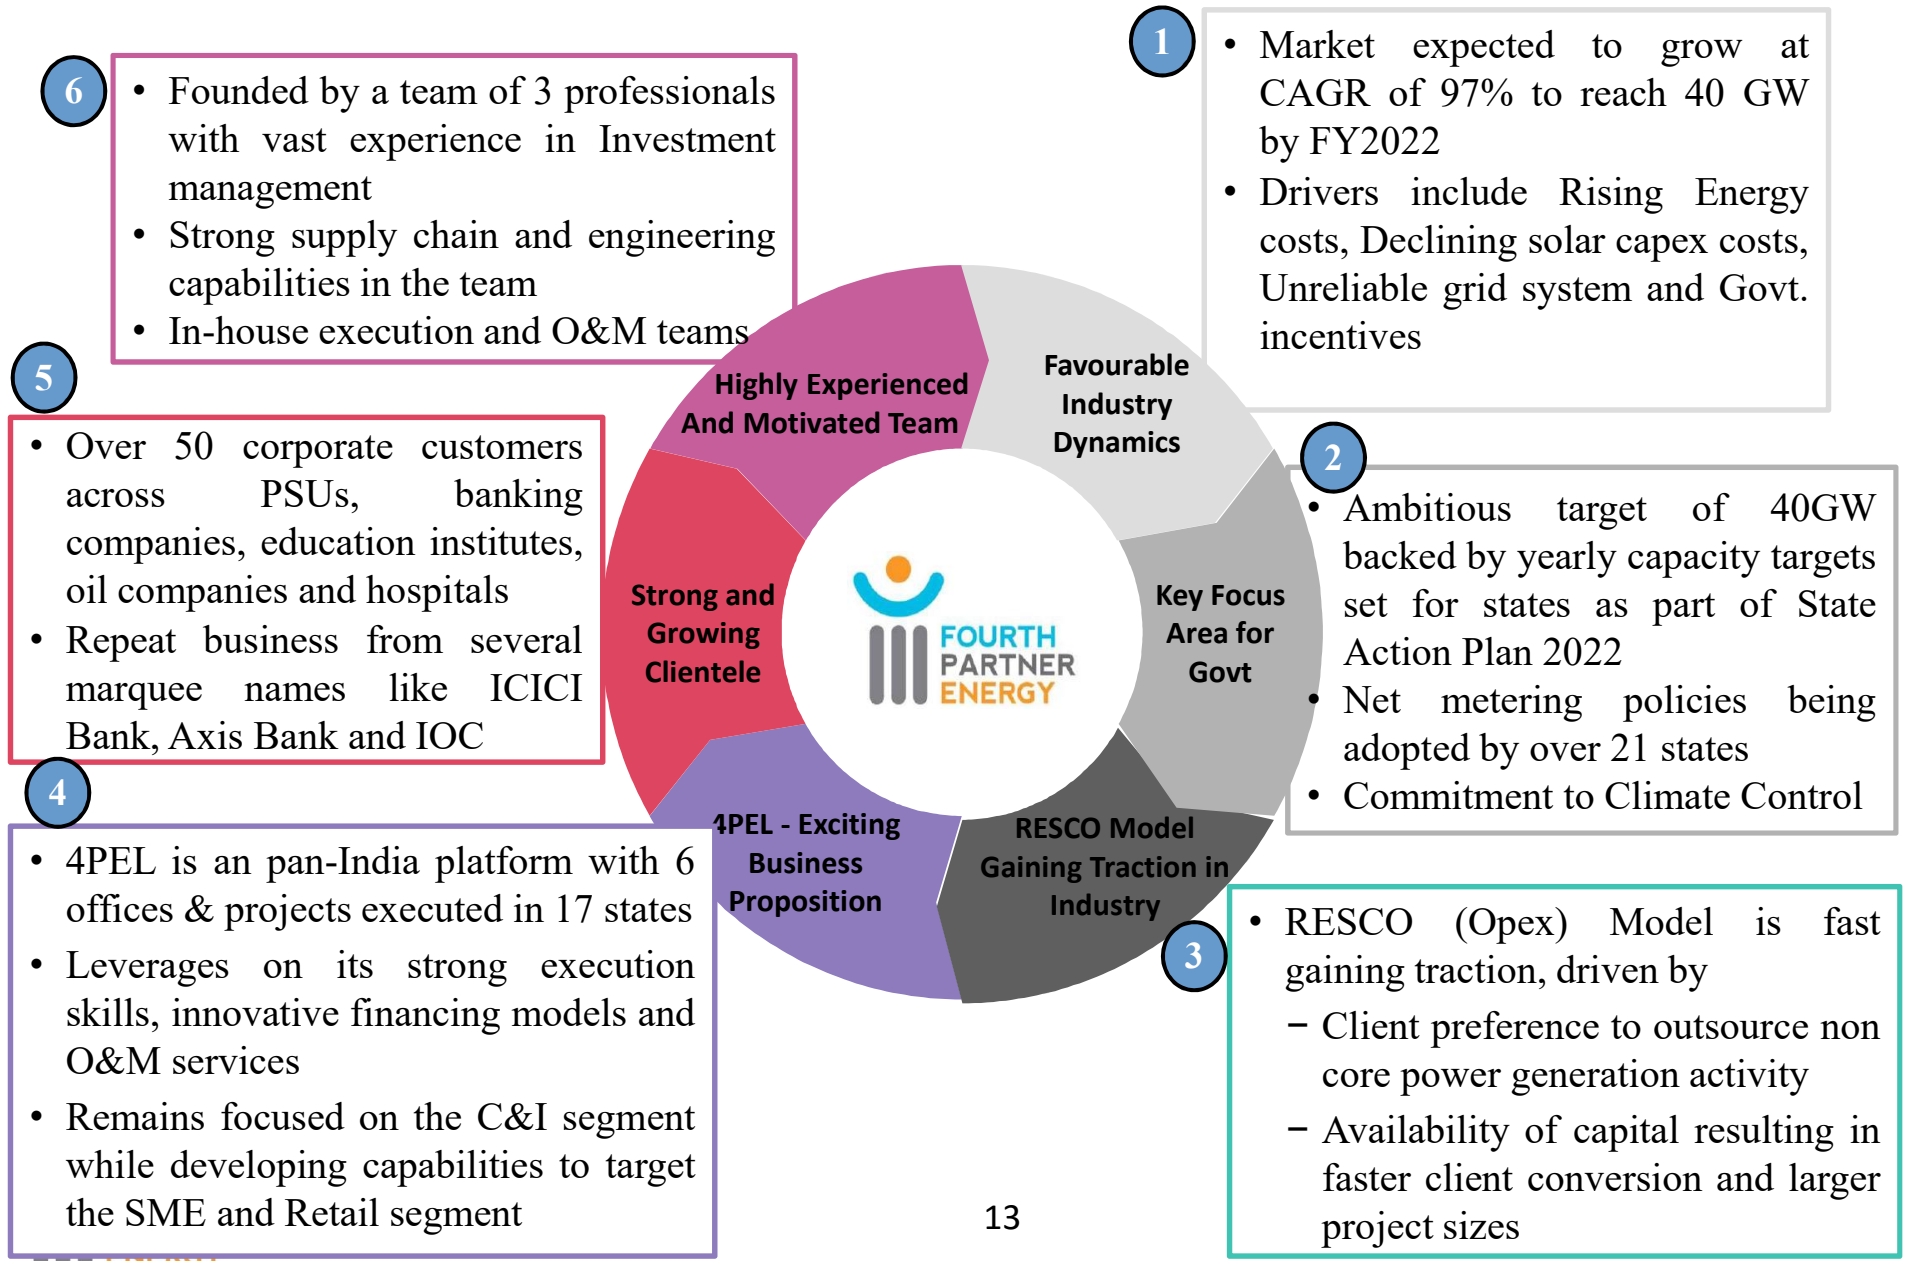 1
• Market expected to grow at
CAGR of 97% to reach 40 GW
by FY2022
• Drivers include Rising Energy
costs, Declining solar capex costs,
Unreliable grid system and Govt.
incentives
2
• Ambitious target of 40GW
backed by yearly capacity targets
set for states as part of State
Action Plan 2022
• Net metering policies being
adopted by over 21 states
• Commitment to Climate Control
3
• RESCO (Opex) Model is fast
gaining traction, driven by
− Client preference to outsource non
core power generation activity
− Availability of capital resulting in
faster client conversion and larger
project sizes
4
• 4PEL is an pan-India platform with 6
offices & projects executed in 17 states
• Leverages on its strong execution
skills, innovative financing models and
O&M services
• Remains focused on the C&I segment
while developing capabilities to target
the SME and Retail segment
5
• Over 50 corporate customers
across PSUs, banking
companies, education institutes,
oil companies and hospitals
• Repeat business from several
marquee names like ICICI
Bank, Axis Bank and IOC
6
• Founded by a team of 3 professionals
with vast experience in Investment
management
• Strong supply chain and engineering
capabilities in the team
• In-house execution and O&M teams
Favourable
Industry
Dynamics
Key Focus
Area for
Govt
RESCO Model
Gaining Traction in
Industry
4PEL - Exciting
Business
Proposition
Strong and
Growing
Clientele
Highly Experienced
And Motivated Team
FOURTH
PARTNER
ENERGY
13